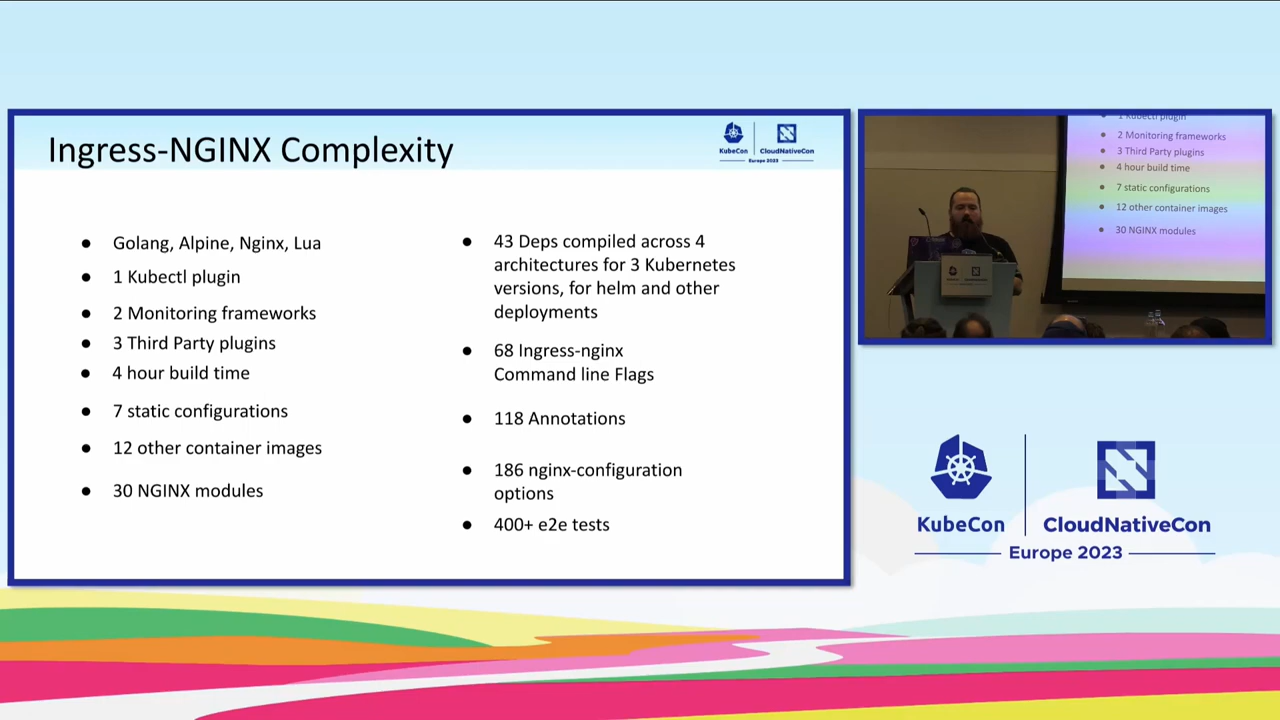 Ingress-NGINX Complexity
KubeCon
CloudNativeCon
Europe 2023
● Golang, Alpine, Nginx, Lua
● 1 Kubectl plugin
● 2 Monitoring frameworks
● 3 Third Party plugins
● 4 hour build time
● 7 static configurations
● 12 other container images
● 30 NGINX modules
● 43 Deps compiled across 4
architectures for 3 Kubernetes
versions, for helm and other
deployments
● 68 Ingress-nginx
Command line Flags
● 118 Annotations
● 186 nginx-configuration
options
● 400+ e2e tests
● 1 Kubectl plugin
● 2 Monitoring frameworks
● 3 Third Party plugins
● 4 hour build time
● 7 static configurations
● 12 other container images
● 30 NGINX modules
KubeCon
CloudNativeCon
Europe 2023